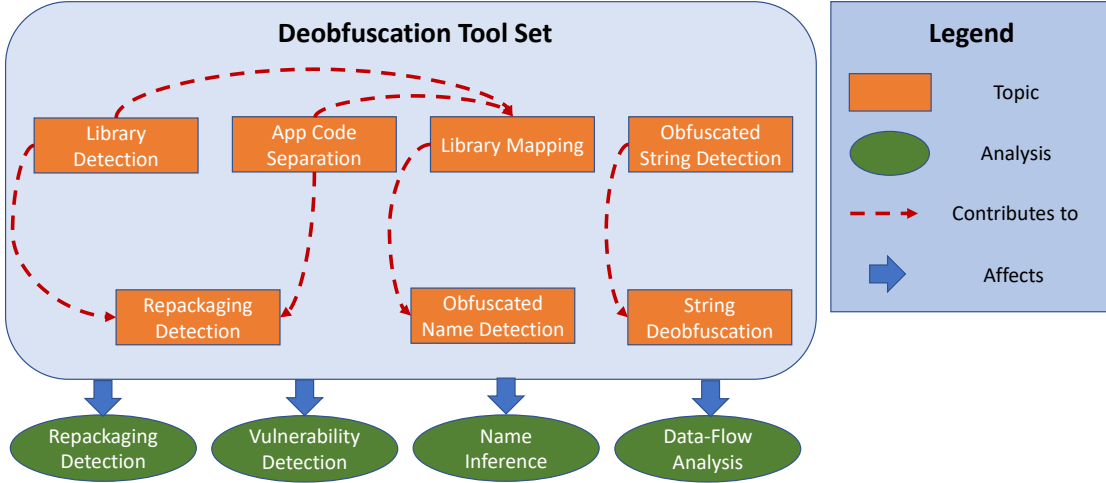 Deobfuscation Tool Set
Library
Detection
App Code
Separation
Library Mapping
Obfuscated
String Detection
Repackaging
Detection
Obfuscated
Name Detection
String
Deobfuscation
Repackaging
Detection
Vulnerability
Detection
Name
Inference
Data-Flow
Analysis
Legend
Topic
Analysis
Contributes to
Affects